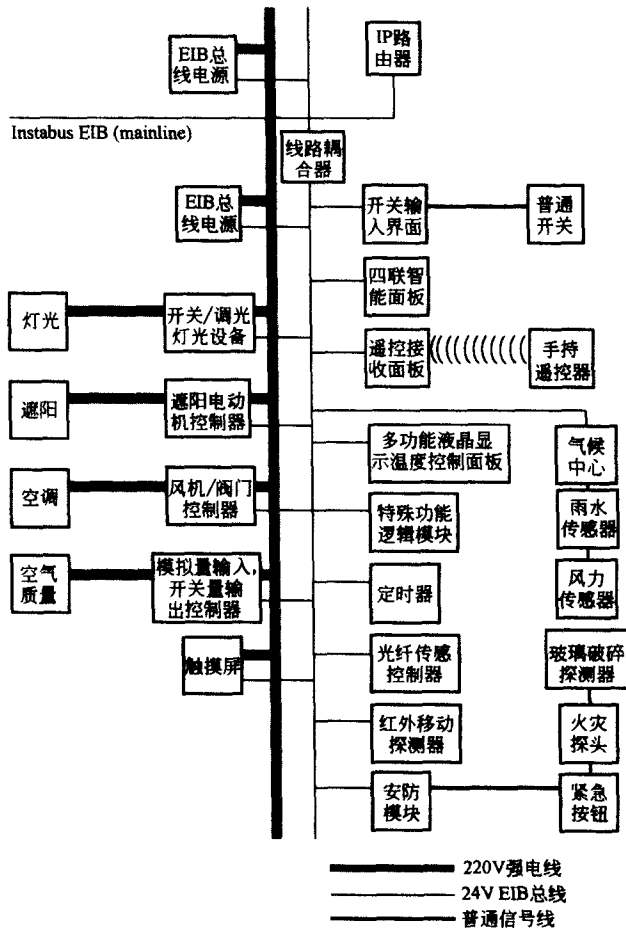 EIB总
线电源
IP路
由器
Instabus EIB (mainline)
线路耦
合器
EIB总
线电源
开关输
入界面
普通
开关
四联智
能面板
灯光
开关/调光
灯光设备
遥控接
收面板
手持
遥控器
遮阳
遮阳电动
机控制器
多功能液晶显
示温度控制面板
气候
中心
空调
风机/阀门
控制器
特殊功能
逻辑模块
雨水
传感器
空气
质量
模拟量输入,
开关量输
出控制器
定时器
风力
传感器
触摸屏
光纤传感
控制器
玻璃破碎
探测器
红外移动
探测器
火灾
探头
安防
模块
紧急
按钮
220V强电线
24V EIB总线
普通信号线